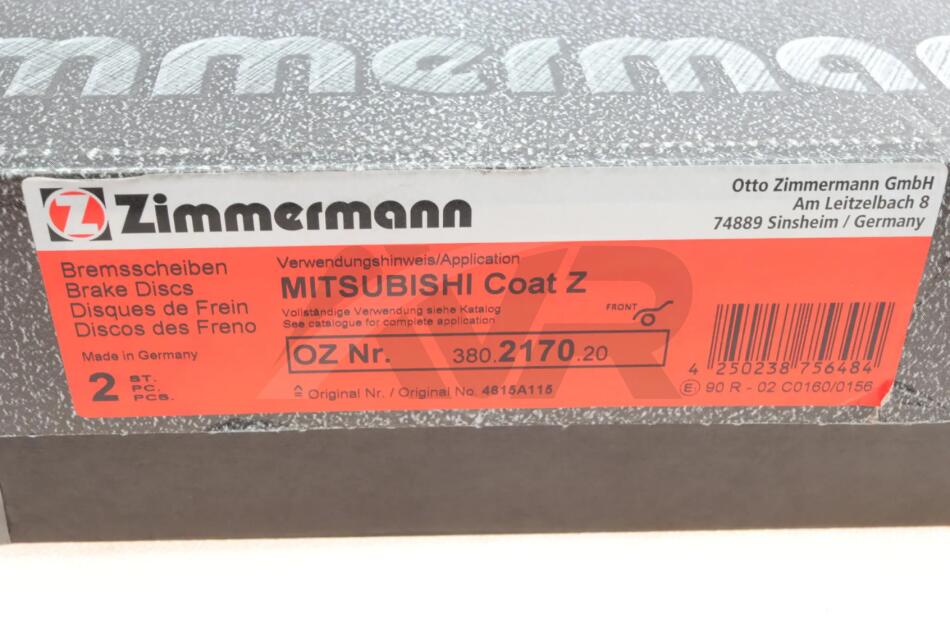 mmerma
Z Zimmermann
Otto Zimmermann GmbH
Am Leitzelbach 8
74889 Sinsheim / Germany
Bremsscheiben
Brake Discs
Disques de Frein
Discos des Freno
Made in Germany
2 ST.
PC.
PCS.
Verwendungshinweis/Application
MITSUBISHI Coat Z
Vollständige Verwendung siehe Katalog
See catalogue for complete application
FRONT
OZ Nr. 380.2170.20
≙ Original Nr. / Original No. 4615A115
4 250238 756484
E 90 R - 02 C0160/0156
AVR